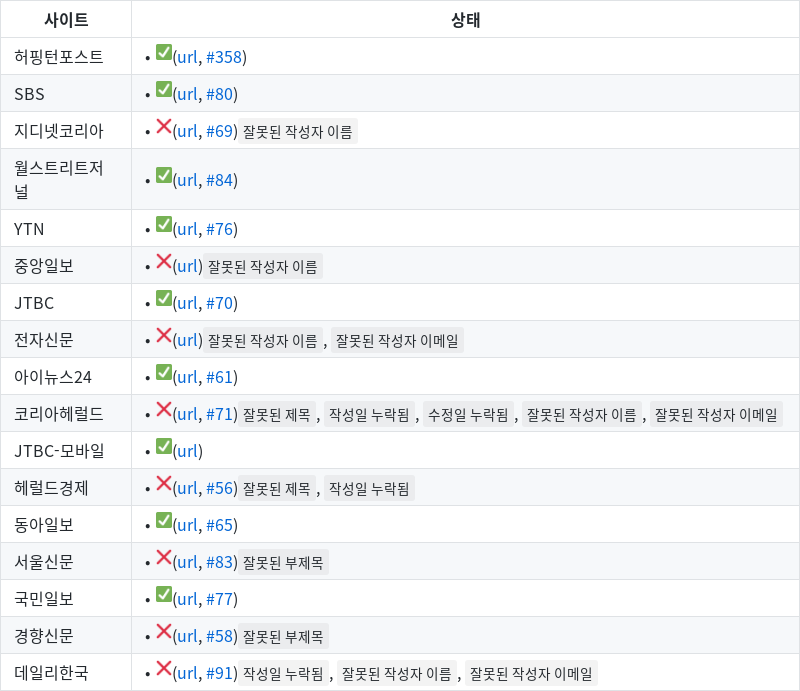 사이트 상태
허핑턴포스트 • ✅(url, #358)
SBS • ✅(url, #80)
지디넷코리아 • ❌(url, #69) 잘못된 작성자 이름
월스트리트저
널 • ✅(url, #84)
YTN • ✅(url, #76)
중앙일보 • ❌(url) 잘못된 작성자 이름
JTBC • ✅(url, #70)
전자신문 • ❌(url) 잘못된 작성자 이름 , 잘못된 작성자 이메일
아이뉴스24 • ✅(url, #61)
코리아헤럴드 • ❌(url, #71) 잘못된 제목 , 작성일 누락됨 , 수정일 누락됨 , 잘못된 작성자 이름 , 잘못된 작성자 이메일
JTBC-모바일 • ✅(url)
헤럴드경제 • ❌(url, #56) 잘못된 제목 , 작성일 누락됨
동아일보 • ✅(url, #65)
서울신문 • ❌(url, #83) 잘못된 부제목
국민일보 • ✅(url, #77)
경향신문 • ❌(url, #58) 잘못된 부제목
데일리한국 • ❌(url, #91) 작성일 누락됨 , 잘못된 작성자 이름 , 잘못된 작성자 이메일